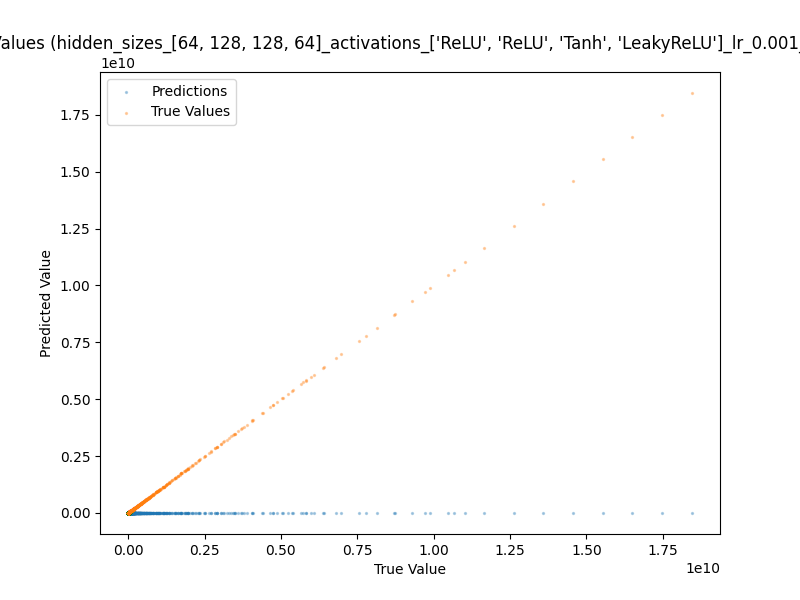 Values (hidden_sizes_[64, 128, 128, 64]_activations_['ReLU', 'ReLU', 'Tanh', 'LeakyReLU']_lr_0.001_
1e10
Predictions
True Values
1.75
1.50
1.25
1.00
0.75
0.50
0.25
0.00
Predicted Value
0.00 0.25 0.50 0.75 1.00 1.25 1.50 1.75
True Value
1e10